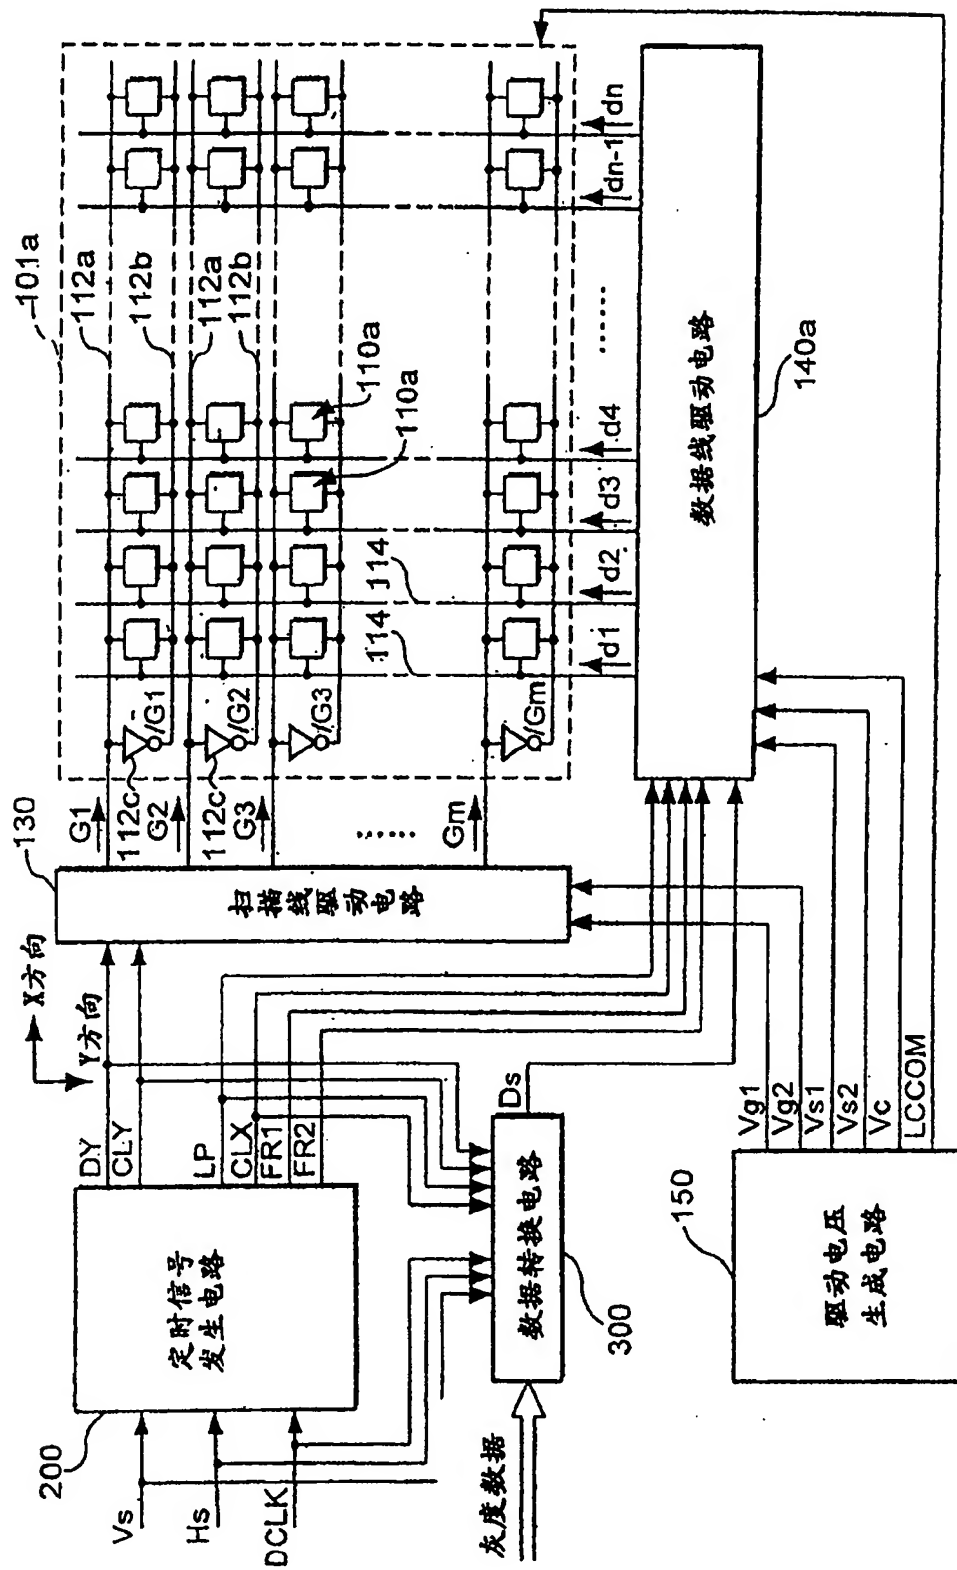 101a
112a
112b
112a
112b
110a
110a
114
114
130
G1
112c
/G1
G2
112c
/G2
G3
/G3
......
Gm
/Gm
d1
d2
d3
d4
......
dn-1
dn
扫描线驱动电路
数据线驱动电路
140a
X方向
Y方向
DY
CLY
LP
CLX
FR1
FR2
定时信号
发生电路
200
Vs
Hs
DCLK
灰度数据
数据转换电路
300
Ds
150
驱动电压
生成电路
Vg1
Vg2
Vs1
Vs2
Vc
LCCOM